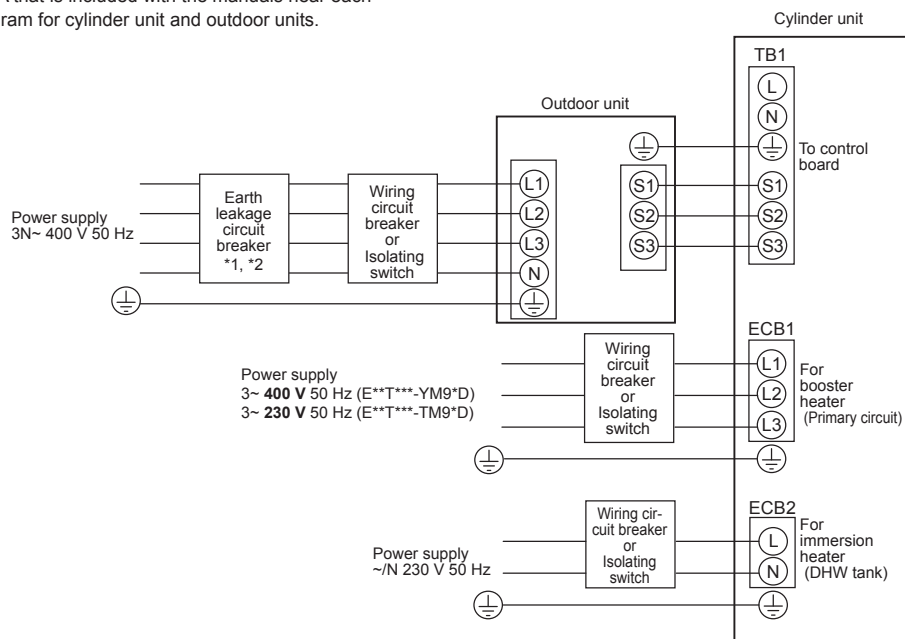 that is included with the manuals near each
ram for cylinder unit and outdoor units.
Cylinder unit
TB1
L
N
To control
board
S1
S2
S3
Outdoor unit
L1
L2
L3
N
S1
S2
S3
Power supply
3N~ 400 V 50 Hz
Earth
leakage
circuit
breaker
*1, *2
Wiring
circuit
breaker
or
Isolating
switch
ECB1
L1
L2
L3
For
booster
heater
(Primary circuit)
Power supply
3~ 400 V 50 Hz (E**T***-YM9*D)
3~ 230 V 50 Hz (E**T***-TM9*D)
Wiring
circuit
breaker
or
Isolating
switch
ECB2
L
N
For
immersion
heater
(DHW tank)
Power supply
~/N 230 V 50 Hz
Wiring cir-
cuit breaker
or
Isolating
switch